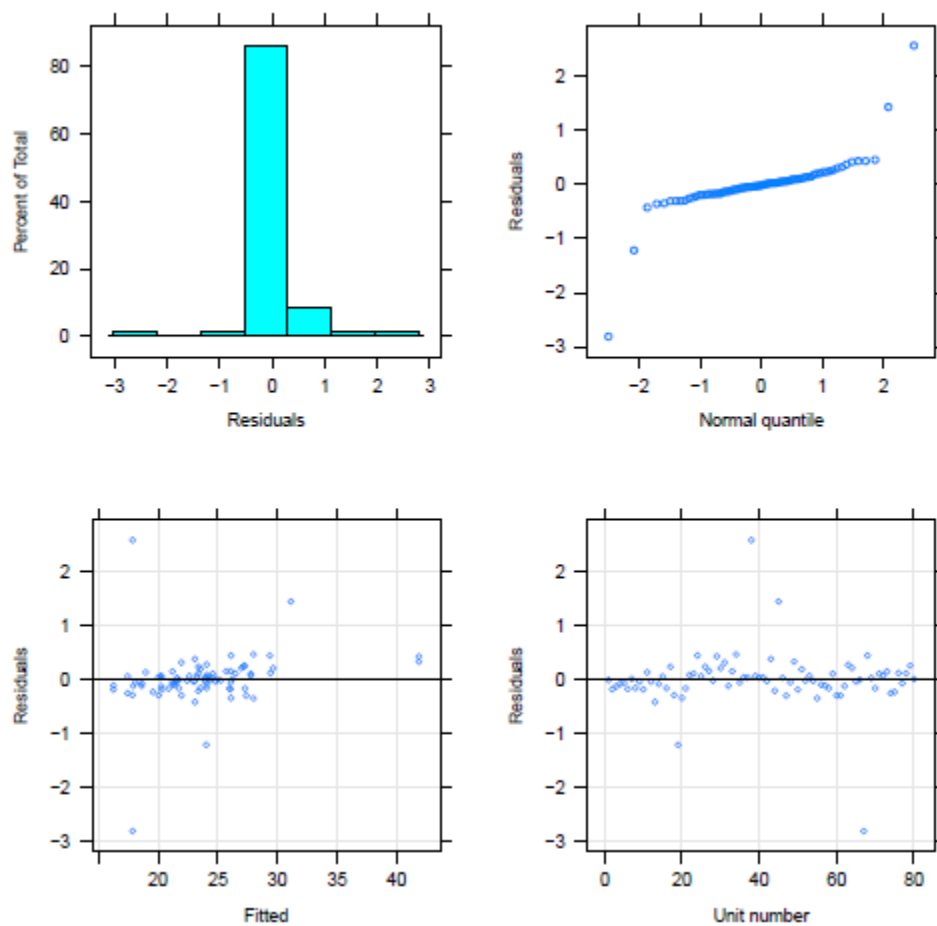 80
60
40
20
0
Percent of Total
−3 −2 −1 0 1 2 3
Residuals
2
1
0
−1
−2
−3
Residuals
−2 −1 0 1 2
Normal quantile
2
1
0
−1
−2
−3
Residuals
20 25 30 35 40
Fitted
2
1
0
−1
−2
−3
Residuals
0 20 40 60 80
Unit number